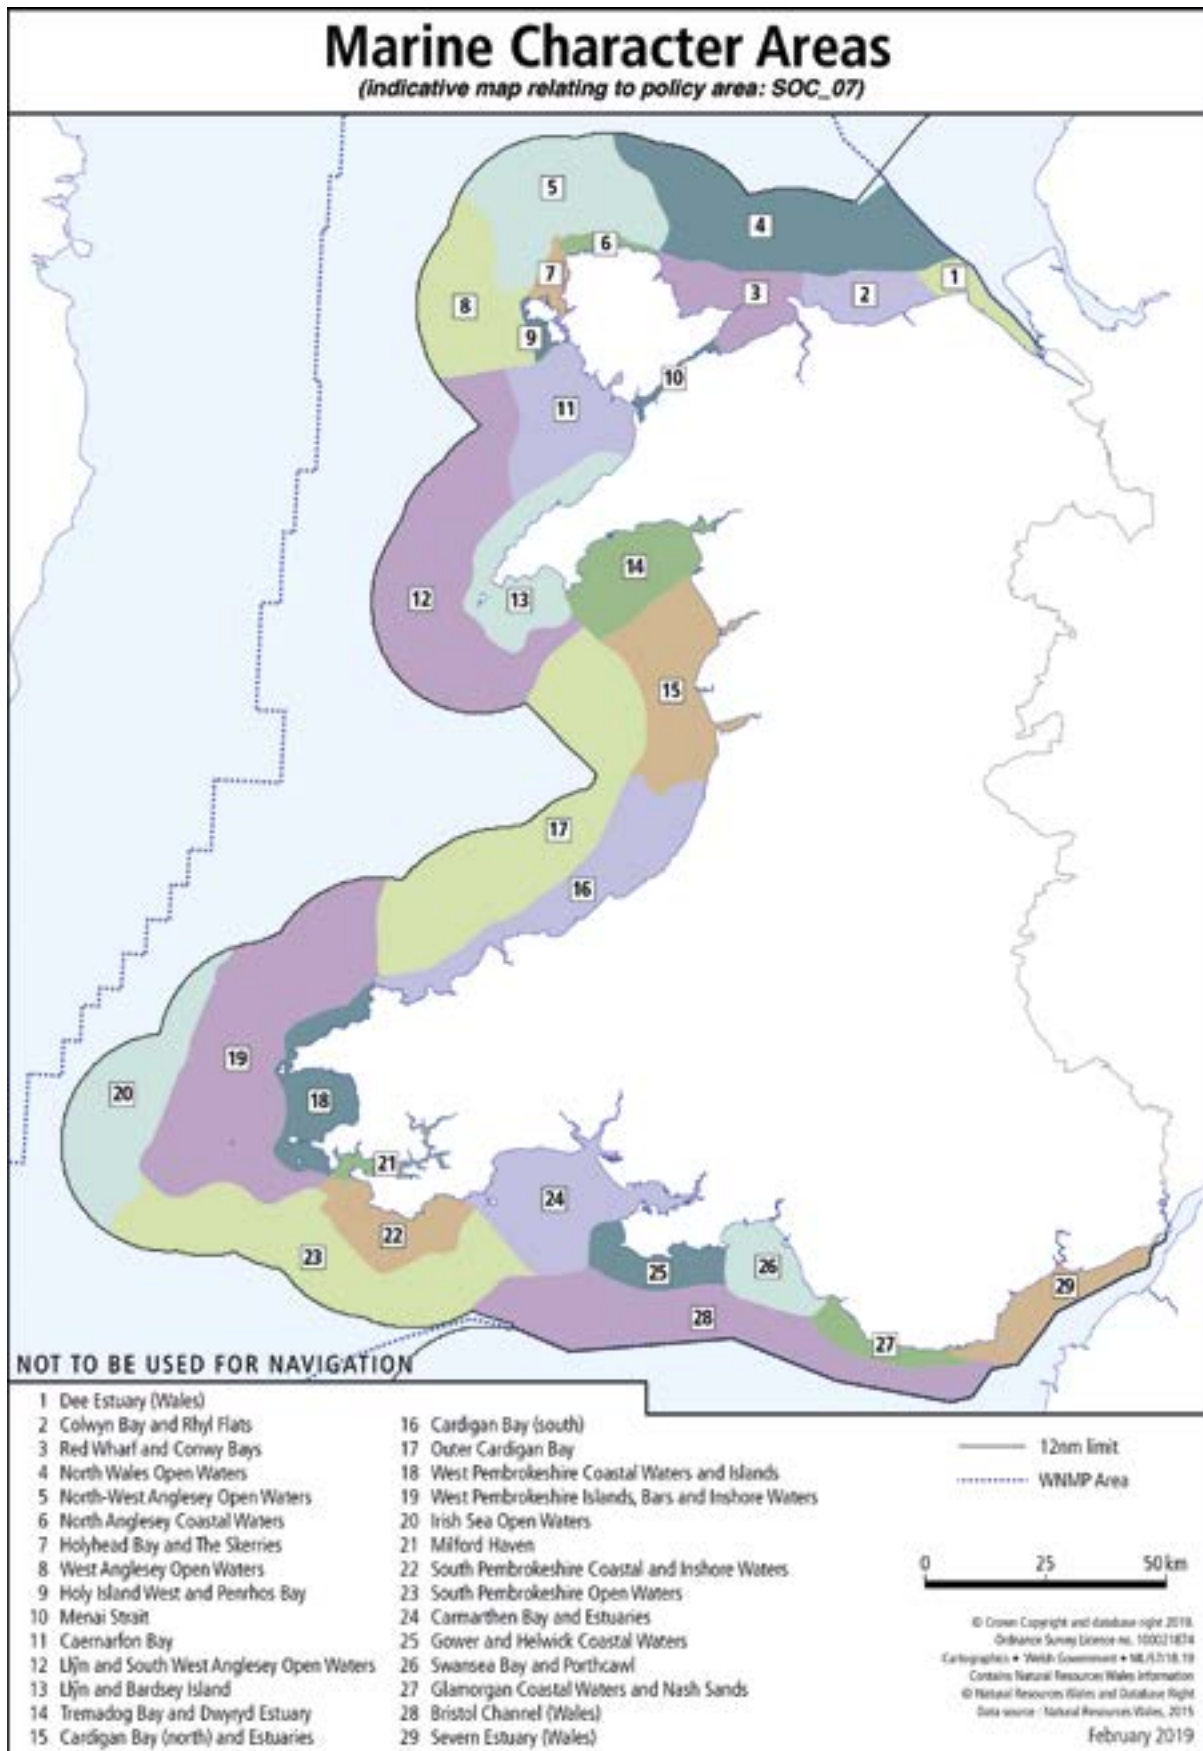 Marine Character Areas
(indicative map relating to policy area: SOC_07)
5
4
6
7
1
3
2
8
9
10
11
14
12
13
15
17
16
19
20
18
21
24
22
23
25
26
29
28
27
NOT TO BE USED FOR NAVIGATION
1 Dee Estuary (Wales)
2 Colwyn Bay and Rhyl Flats
3 Red Wharf and Conwy Bays
4 North Wales Open Waters
5 North-West Anglesey Open Waters
6 North Anglesey Coastal Waters
7 Holyhead Bay and The Skerries
8 West Anglesey Open Waters
9 Holy Island West and Penrhos Bay
10 Menai Strait
11 Caernarfon Bay
12 Llŷn and South West Anglesey Open Waters
13 Llŷn and Bardsey Island
14 Tremadog Bay and Dwyryd Estuary
15 Cardigan Bay (north) and Estuaries
16 Cardigan Bay (south)
17 Outer Cardigan Bay
18 West Pembrokeshire Coastal Waters and Islands
19 West Pembrokeshire Islands, Bars and Inshore Waters
20 Irish Sea Open Waters
21 Milford Haven
22 South Pembrokeshire Coastal and Inshore Waters
23 South Pembrokeshire Open Waters
24 Carmarthen Bay and Estuaries
25 Gower and Helwick Coastal Waters
26 Swansea Bay and Porthcawl
27 Glamorgan Coastal Waters and Nash Sands
28 Bristol Channel (Wales)
29 Severn Estuary (Wales)
12nm limit
WNMP Area
0 25 50 km
© Crown Copyright and database right 2019.
Ordnance Survey Licence no. 100021874
Cartographics • Welsh Government • ML/57/18.19
Contains Natural Resources Wales Information
© Natural Resources Wales and Database Right
Data source : Natural Resources Wales, 2015
February 2019